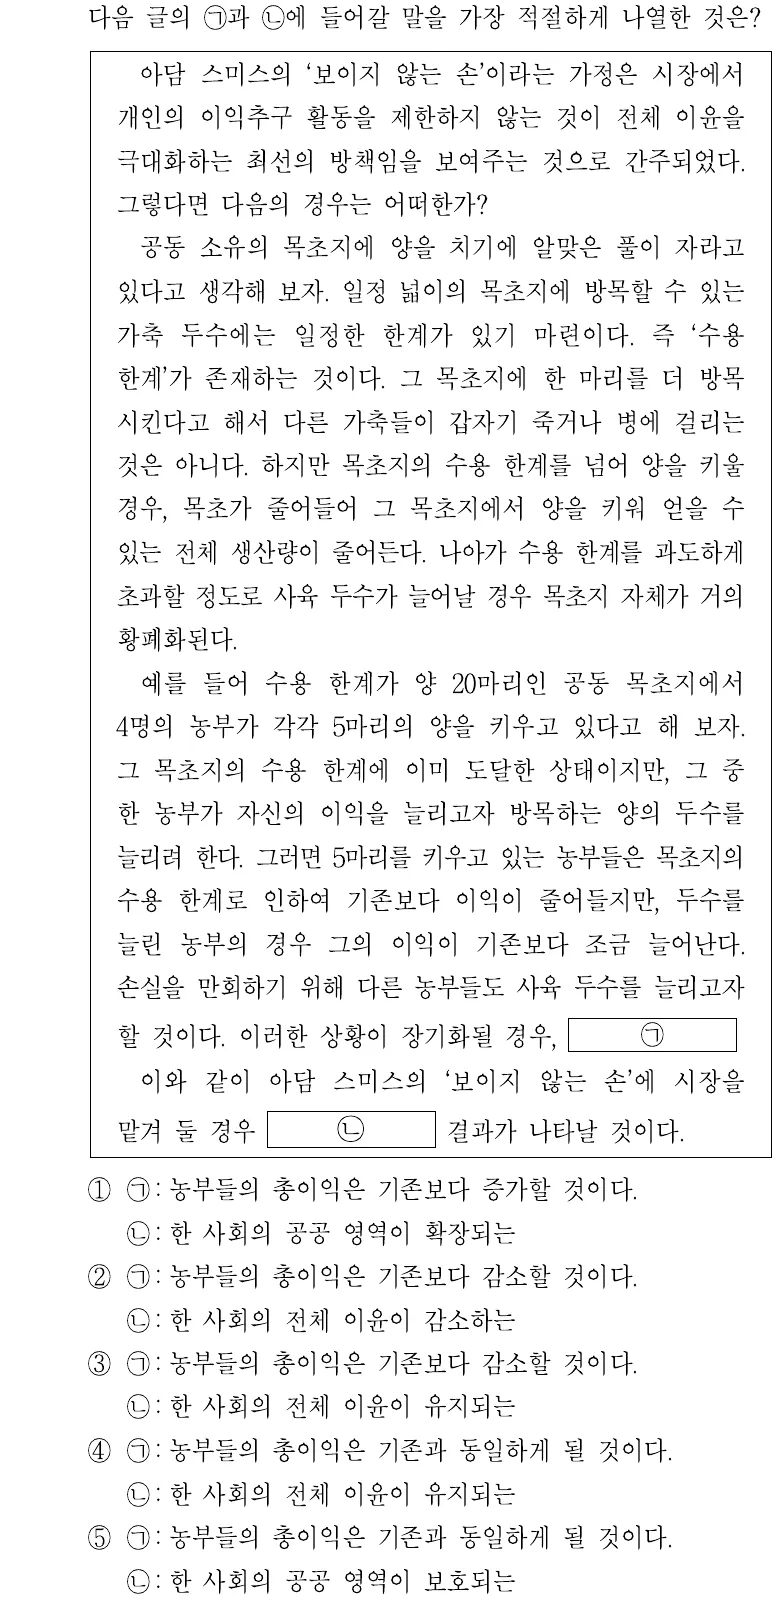 다음 글의 ㉠과 ㉡에 들어갈 말을 가장 적절하게 나열한 것은?
아담 스미스의 ‘보이지 않는 손’이라는 가정은 시장에서
개인의 이익추구 활동을 제한하지 않는 것이 전체 이윤을
극대화하는 최선의 방책임을 보여주는 것으로 간주되었다.
그렇다면 다음의 경우는 어떠한가?
공동 소유의 목초지에 양을 치기에 알맞은 풀이 자라고
있다고 생각해 보자. 일정 넓이의 목초지에 방목할 수 있는
가축 두수에는 일정한 한계가 있기 마련이다. 즉 ‘수용
한계’가 존재하는 것이다. 그 목초지에 한 마리를 더 방목
시킨다고 해서 다른 가축들이 갑자기 죽거나 병에 걸리는
것은 아니다. 하지만 목초지의 수용 한계를 넘어 양을 키울
경우, 목초가 줄어들어 그 목초지에서 양을 키워 얻을 수
있는 전체 생산량이 줄어든다. 나아가 수용 한계를 과도하게
초과할 정도로 사육 두수가 늘어날 경우 목초지 자체가 거의
황폐화된다.
예를 들어 수용 한계가 양 20마리인 공동 목초지에서
4명의 농부가 각각 5마리의 양을 키우고 있다고 해 보자.
그 목초지의 수용 한계에 이미 도달한 상태이지만, 그 중
한 농부가 자신의 이익을 늘리고자 방목하는 양의 두수를
늘리려 한다. 그러면 5마리를 키우고 있는 농부들은 목초지의
수용 한계로 인하여 기존보다 이익이 줄어들지만, 두수를
늘린 농부의 경우 그의 이익이 기존보다 조금 늘어난다.
손실을 만회하기 위해 다른 농부들도 사육 두수를 늘리고자
할 것이다. 이러한 상황이 장기화될 경우, ㉠
이와 같이 아담 스미스의 ‘보이지 않는 손’에 시장을
맡겨 둘 경우 ㉡ 결과가 나타날 것이다.
① ㉠: 농부들의 총이익은 기존보다 증가할 것이다.
㉡: 한 사회의 공공 영역이 확장되는
② ㉠: 농부들의 총이익은 기존보다 감소할 것이다.
㉡: 한 사회의 전체 이윤이 감소하는
③ ㉠: 농부들의 총이익은 기존보다 감소할 것이다.
㉡: 한 사회의 전체 이윤이 유지되는
④ ㉠: 농부들의 총이익은 기존과 동일하게 될 것이다.
㉡: 한 사회의 전체 이윤이 유지되는
⑤ ㉠: 농부들의 총이익은 기존과 동일하게 될 것이다.
㉡: 한 사회의 공공 영역이 보호되는